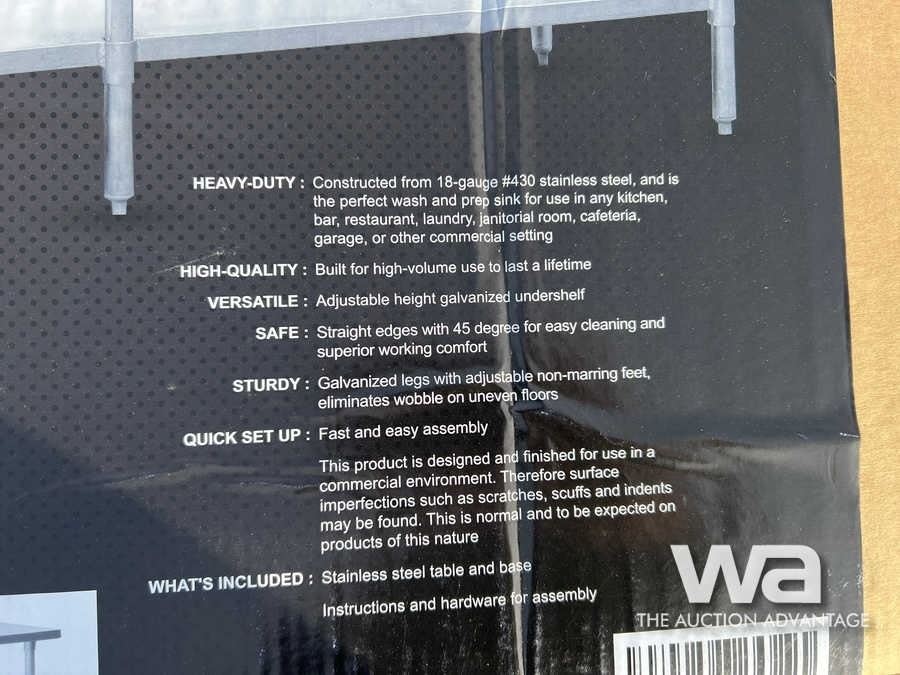 HEAVY-DUTY : Constructed from 18-gauge #430 stainless steel, and is
the perfect wash and prep sink for use in any kitchen,
bar, restaurant, laundry, janitorial room, cafeteria,
garage, or other commercial setting
HIGH-QUALITY : Built for high-volume use to last a lifetime
VERSATILE : Adjustable height galvanized undershelf
SAFE : Straight edges with 45 degree for easy cleaning and
superior working comfort
STURDY : Galvanized legs with adjustable non-marring feet,
eliminates wobble on uneven floors
QUICK SET UP : Fast and easy assembly
This product is designed and finished for use in a
commercial environment. Therefore surface
imperfections such as scratches, scuffs and indents
may be found. This is normal and to be expected on
products of this nature
WHAT'S INCLUDED : Stainless steel table and base
Instructions and hardware for assembly
wa
THE AUCTION ADVANTAGE